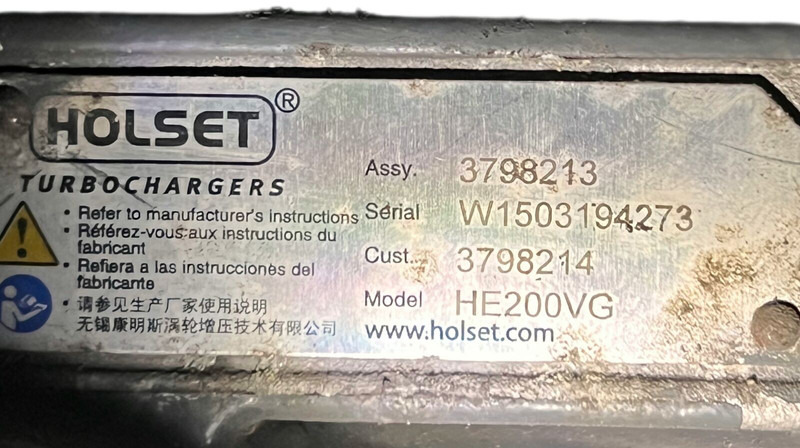 HOLSET®
TURBOCHARGERS
• Refer to manufacturer's instructions
• Référez-vous aux instructions du
fabricant
• Refiera a las instrucciones del
fabricante
• 请参见生产厂家使用说明
无锡康明斯涡轮增压技术有限公司
Assy. 3798213
Serial W1503194273
Cust. 3798214
Model HE200VG
www.holset.com